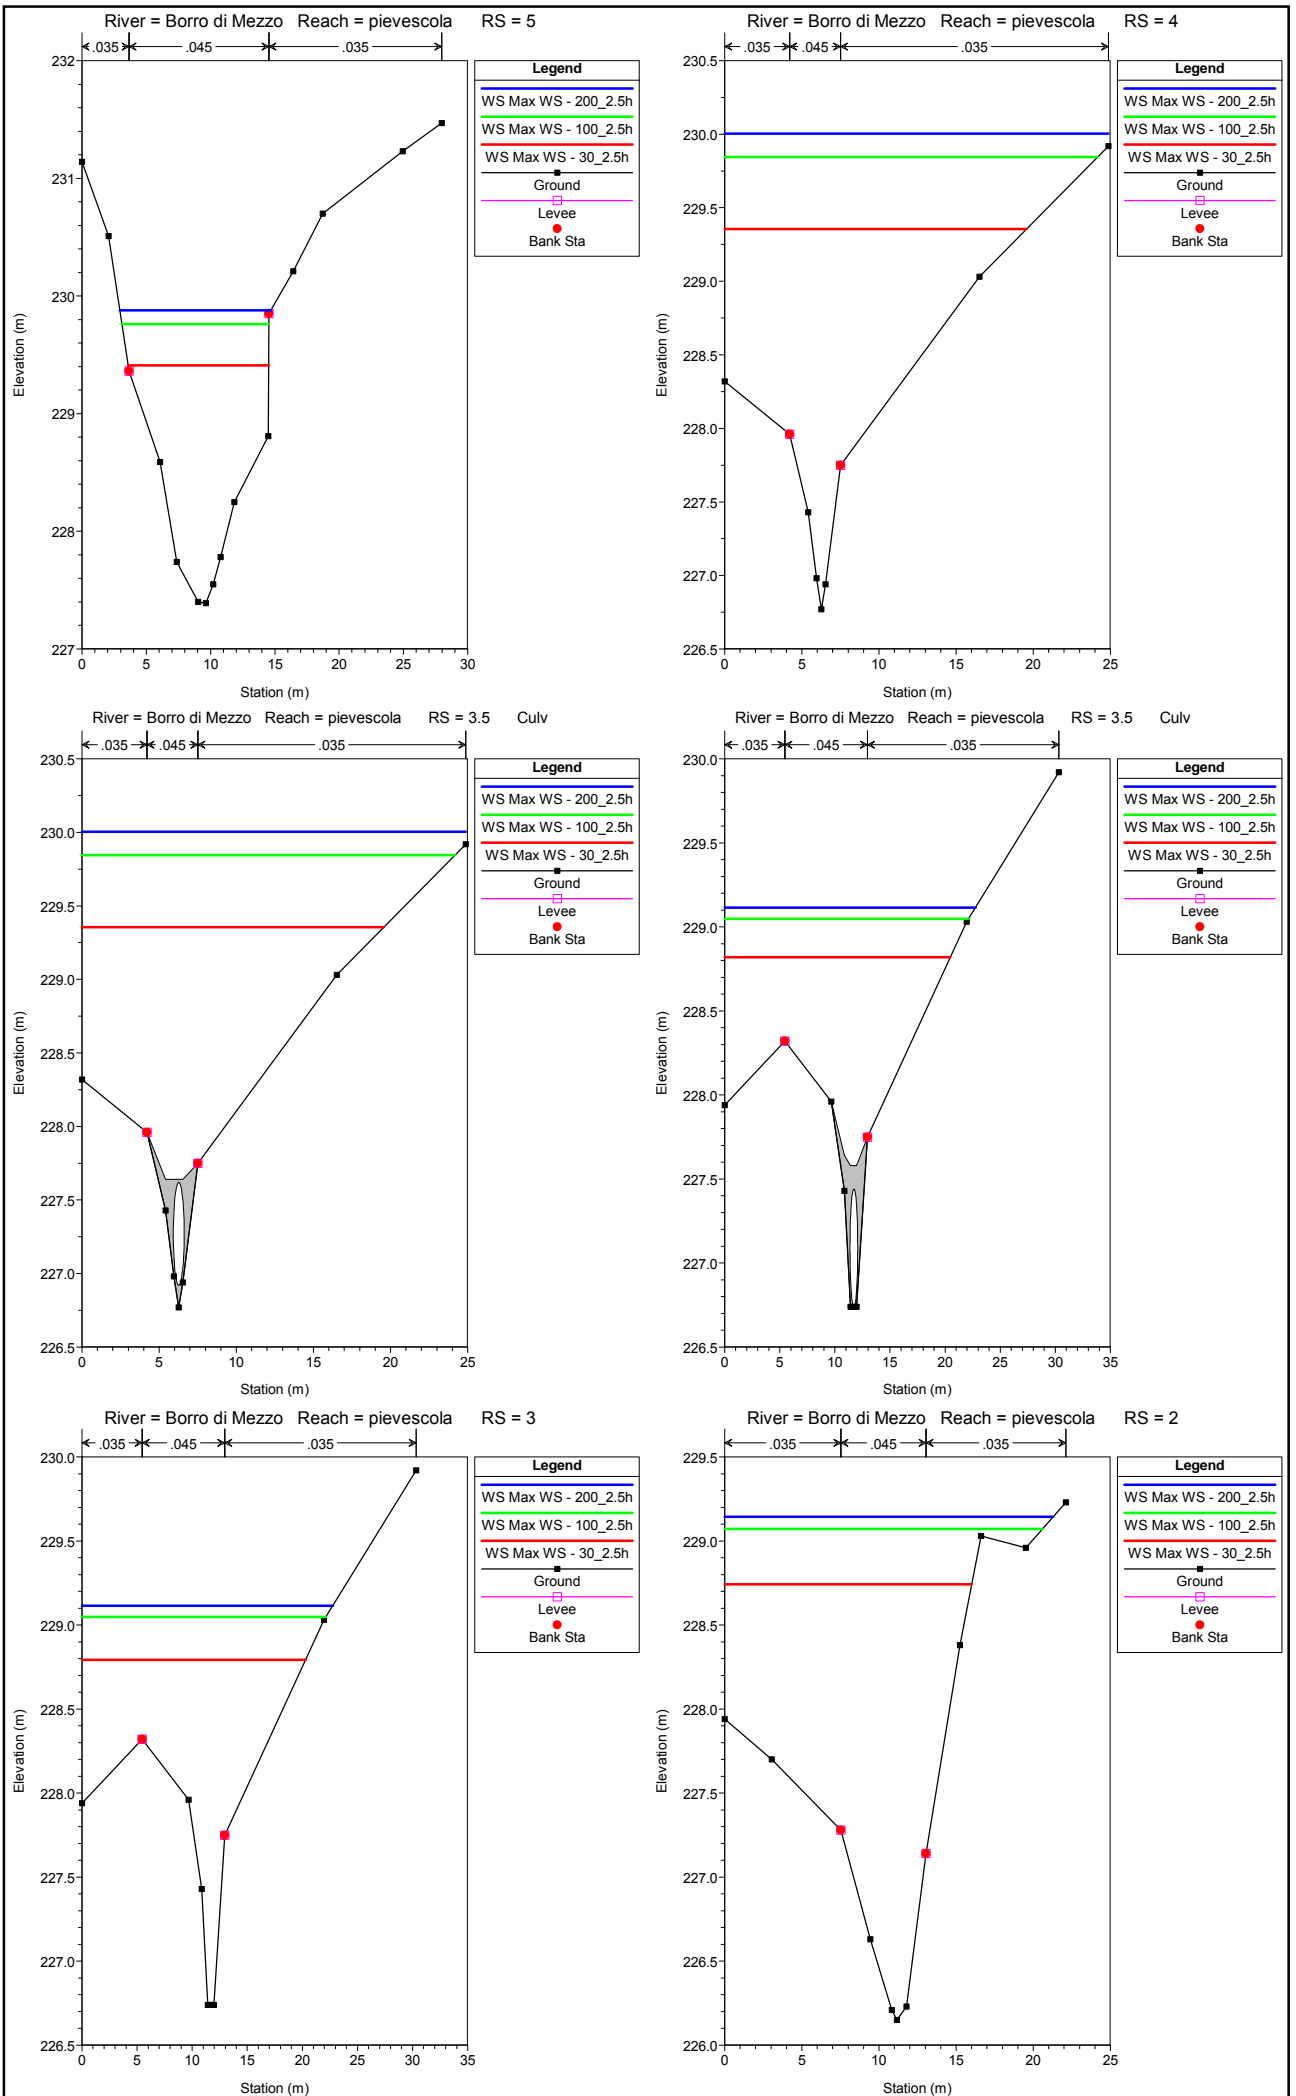 River = Borro di Mezzo Reach = pievescola RS = 5
.035 .045 .035
232
231
230
229
228
227
Elevation (m)
0 5 10 15 20 25 30
Station (m)
Legend
WS Max WS - 200_2.5h
WS Max WS - 100_2.5h
WS Max WS - 30_2.5h
Ground
Levee
Bank Sta
River = Borro di Mezzo Reach = pievescola RS = 4
.035 .045 .035
230.5
230.0
229.5
229.0
228.5
228.0
227.5
227.0
226.5
Elevation (m)
0 5 10 15 20 25
Station (m)
Legend
WS Max WS - 200_2.5h
WS Max WS - 100_2.5h
WS Max WS - 30_2.5h
Ground
Levee
Bank Sta
River = Borro di Mezzo Reach = pievescola RS = 3.5 Culv
.035 .045 .035
230.5
230.0
229.5
229.0
228.5
228.0
227.5
227.0
226.5
Elevation (m)
0 5 10 15 20 25
Station (m)
Legend
WS Max WS - 200_2.5h
WS Max WS - 100_2.5h
WS Max WS - 30_2.5h
Ground
Levee
Bank Sta
River = Borro di Mezzo Reach = pievescola RS = 3.5 Culv
.035 .045 .035
230.0
229.5
229.0
228.5
228.0
227.5
227.0
226.5
Elevation (m)
0 5 10 15 20 25 30 35
Station (m)
Legend
WS Max WS - 200_2.5h
WS Max WS - 100_2.5h
WS Max WS - 30_2.5h
Ground
Levee
Bank Sta
River = Borro di Mezzo Reach = pievescola RS = 3
.035 .045 .035
230.0
229.5
229.0
228.5
228.0
227.5
227.0
226.5
Elevation (m)
0 5 10 15 20 25 30 35
Station (m)
Legend
WS Max WS - 200_2.5h
WS Max WS - 100_2.5h
WS Max WS - 30_2.5h
Ground
Levee
Bank Sta
River = Borro di Mezzo Reach = pievescola RS = 2
.035 .045 .035
229.5
229.0
228.5
228.0
227.5
227.0
226.5
226.0
Elevation (m)
0 5 10 15 20 25
Station (m)
Legend
WS Max WS - 200_2.5h
WS Max WS - 100_2.5h
WS Max WS - 30_2.5h
Ground
Levee
Bank Sta